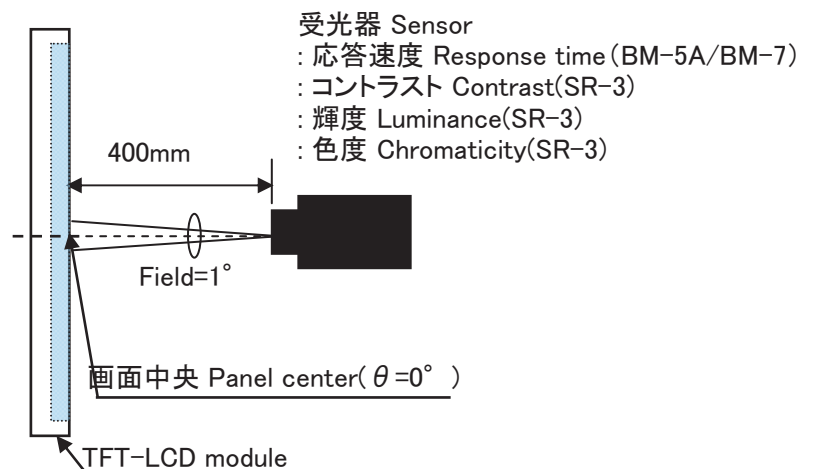 受光器 Sensor
: 応答速度 Response time(BM-5A/BM-7)
: コントラスト Contrast(SR-3)
: 輝度 Luminance(SR-3)
: 色度 Chromaticity(SR-3)
400mm
Field=1°
画面中央 Panel center(θ=0° )
TFT-LCD module